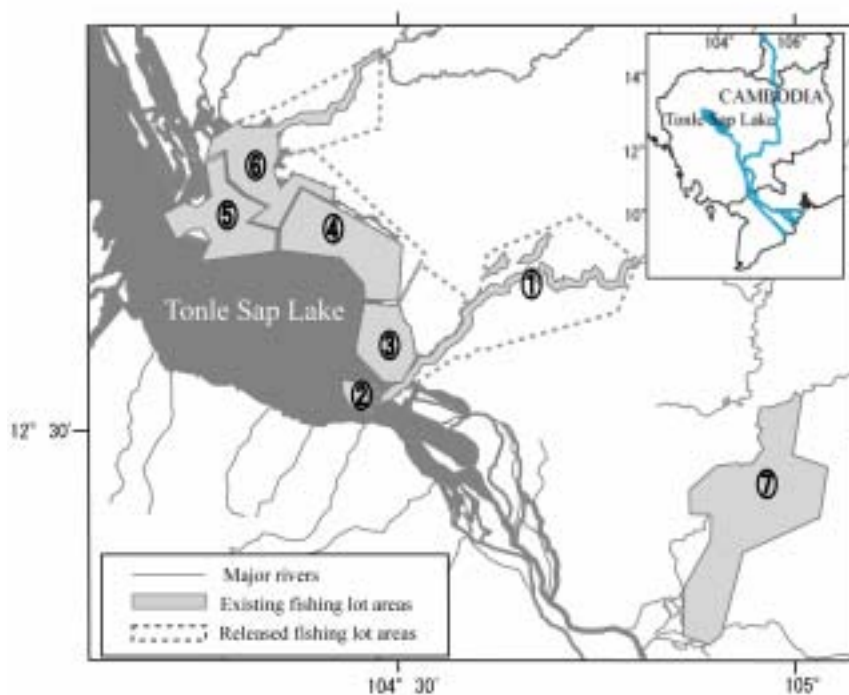 104° 106°
14°
CAMBODIA
Tonle Sap Lake
12°
10°
⑥
⑤
④
①
Tonle Sap Lake
③
②
12° 30'
⑦
Major rivers
Existing fishing lot areas
Released fishing lot areas
104° 30'
105°